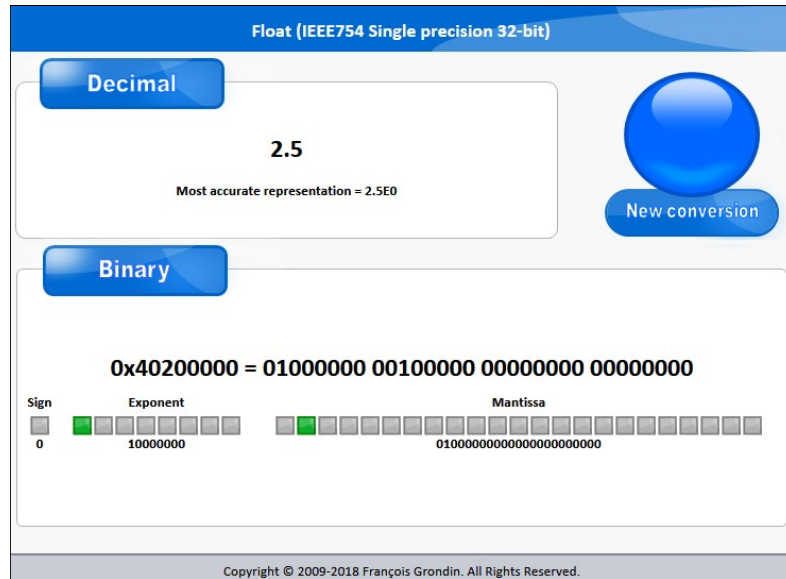 Float (IEEE754 Single precision 32-bit)
Decimal
2.5
Most accurate representation = 2.5E0
New conversion
Binary
0x40200000 = 01000000 00100000 00000000 00000000
Sign Exponent Mantissa
0 10000000 01000000000000000000000
Copyright © 2009-2018 François Grondin. All Rights Reserved.